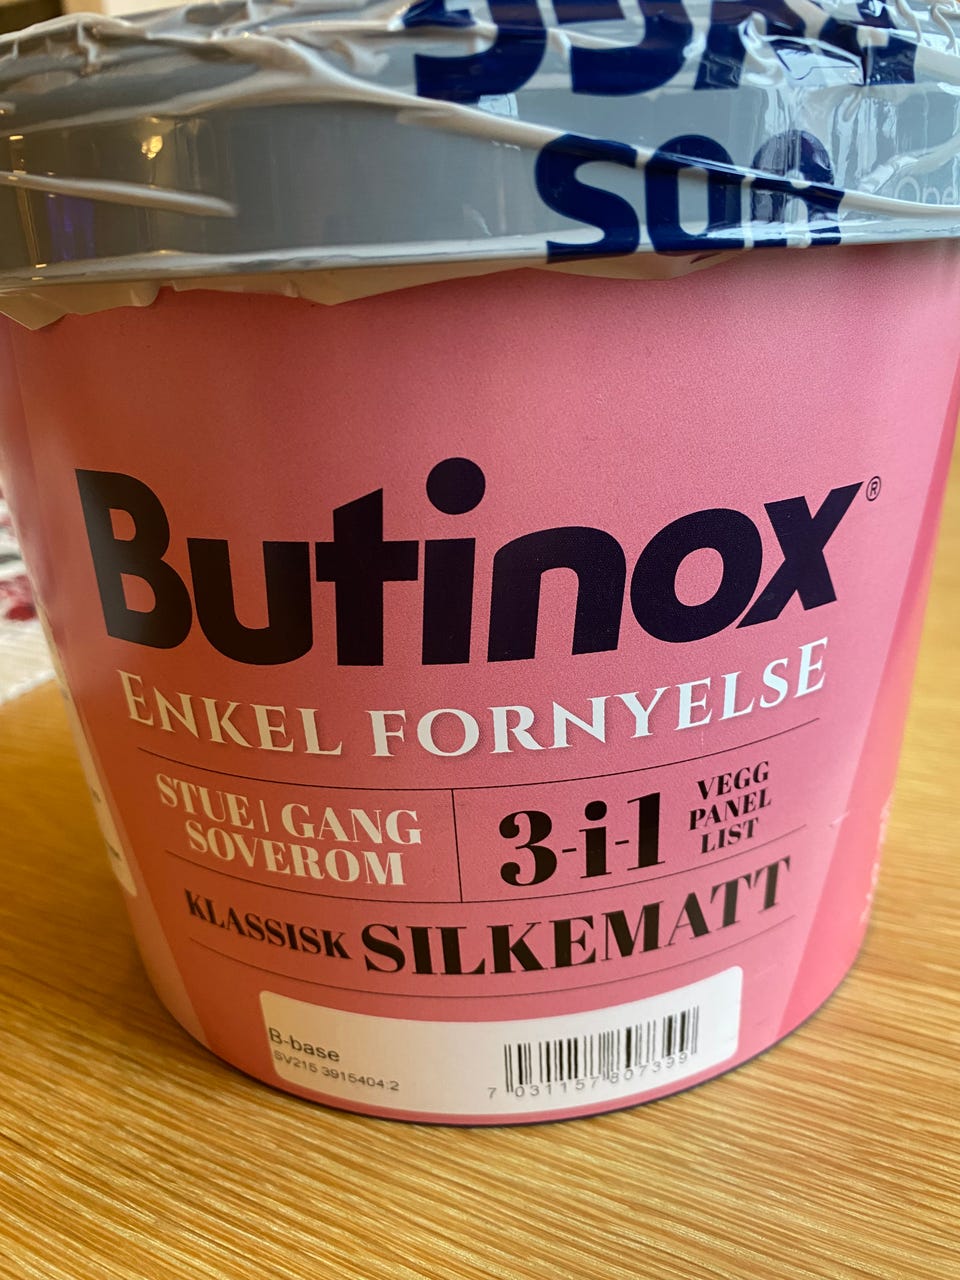 Butinox®
ENKEL FORNYELSE
STUE | GANG
SOVEROM
3-i-1
VEGG
PANEL
LIST
KLASSISK SILKEMATT
B-base
SV215 3915404:2
7 031157 807399